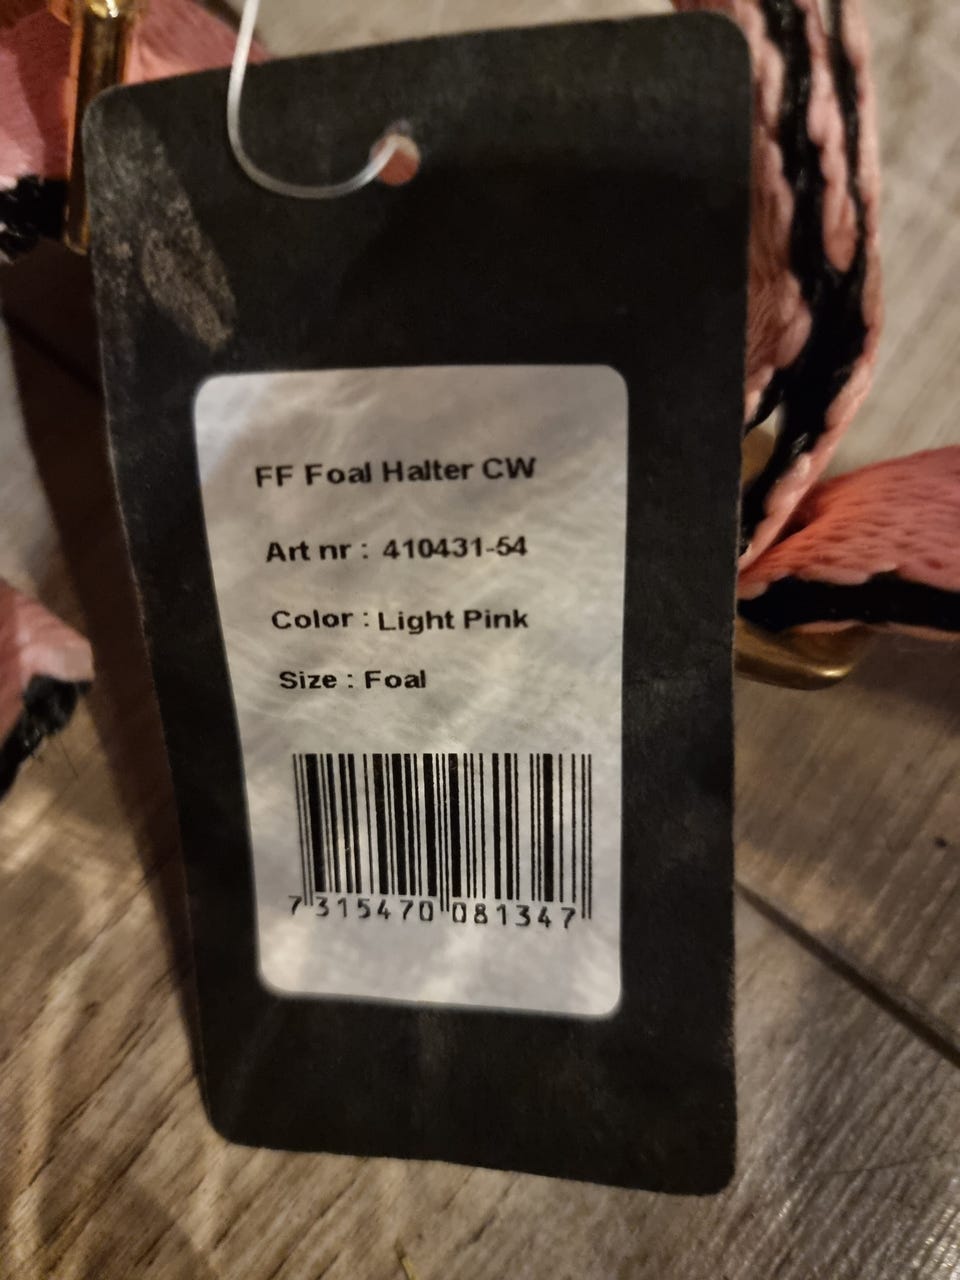 FF Foal Halter CW
Art nr : 410431-54
Color : Light Pink
Size : Foal
7 315470 081347